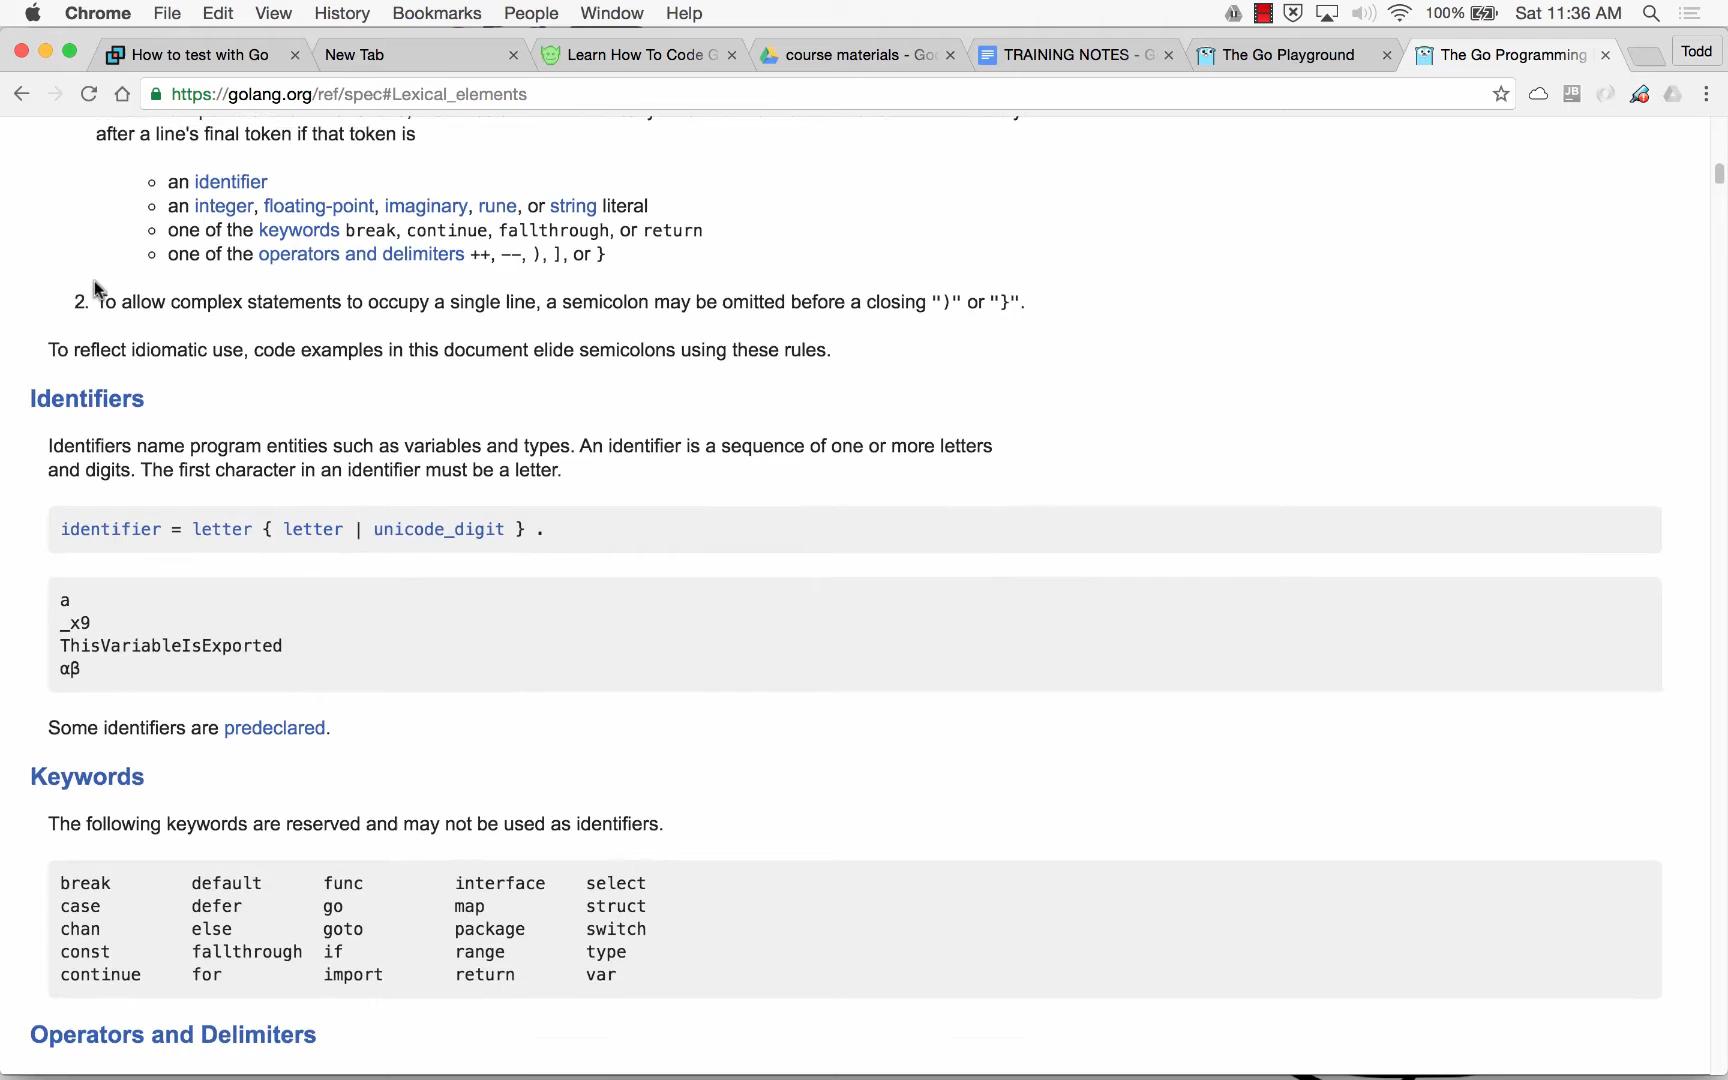 Chrome File Edit View History Bookmarks People Window Help 100% Sat 11:36 AM
How to test with Go New Tab Learn How To Code G course materials - Goo TRAINING NOTES - G The Go Playground The Go Programming Todd
https://golang.org/ref/spec#Lexical_elements
after a line's final token if that token is
an identifier
an integer, floating-point, imaginary, rune, or string literal
one of the keywords break, continue, fallthrough, or return
one of the operators and delimiters ++, --, ), ], or }
2. To allow complex statements to occupy a single line, a semicolon may be omitted before a closing ")" or "}".
To reflect idiomatic use, code examples in this document elide semicolons using these rules.
Identifiers
Identifiers name program entities such as variables and types. An identifier is a sequence of one or more letters
and digits. The first character in an identifier must be a letter.
identifier = letter { letter | unicode_digit } .
a
_x9
ThisVariableIsExported
αβ
Some identifiers are predeclared.
Keywords
The following keywords are reserved and may not be used as identifiers.
break default func interface select
case defer go map struct
chan else goto package switch
const fallthrough if range type
continue for import return var
Operators and Delimiters